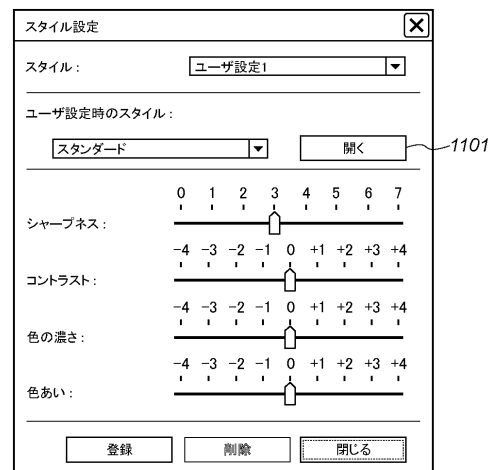 スタイル設定
スタイル : ユーザ設定1
ユーザ設定時のスタイル :
スタンダード 開く 1101
0 1 2 3 4 5 6 7
シャープネス :
-4 -3 -2 -1 0 +1 +2 +3 +4
コントラスト :
-4 -3 -2 -1 0 +1 +2 +3 +4
色の濃さ :
-4 -3 -2 -1 0 +1 +2 +3 +4
色あい :
登録 削除 閉じる